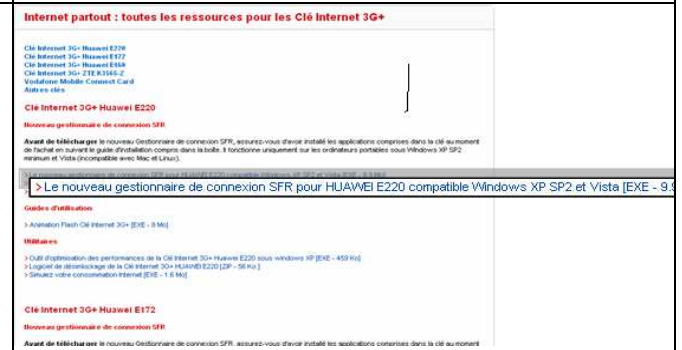 Internet partout : toutes les ressources pour les Clé Internet 3G+
Clé Internet 3G+ Huawei E220
Clé Internet 3G+ Huawei E172
Clé Internet 3G+ Huawei E160
Clé Internet 3G+ ZTE K3565-Z
Vodafone Mobile Connect Card
Autres clés
Clé Internet 3G+ Huawei E220
Nouveau gestionnaire de connexion SFR
Avant de télécharger le nouveau Gestionnaire de connexion SFR, assurez-vous d'avoir installé les applications comprises dans la clé au moment
de l'achat en suivant le guide d'installation compris dans la boîte. Il fonctionne uniquement sur les ordinateurs portables sous Windows XP SP2
minimum et Vista (incompatible avec Mac et Linux).
> Le nouveau gestionnaire de connexion SFR pour HUAWEI E220 compatible Windows XP SP2 et Vista [EXE - 9.9
Guides d'utilisation
> Animation Flash Clé Internet 3G+ [EXE - 8 Mo]
Utilitaires
> Outil d'optimisation des performances de la Clé Internet 3G+ Huawei E220 sous windows XP [EXE - 459 Ko]
> Logiciel de désimlockage de la Clé Internet 3G+ HUAWEI E220 [ZIP - 56 Ko ]
> Simulez votre consommation Internet [EXE - 1.6 Mo]
Clé Internet 3G+ Huawei E172
Nouveau gestionnaire de connexion SFR
Avant de télécharger le nouveau Gestionnaire de connexion SFR, assurez-vous d'avoir installé les applications comprises dans la clé au moment